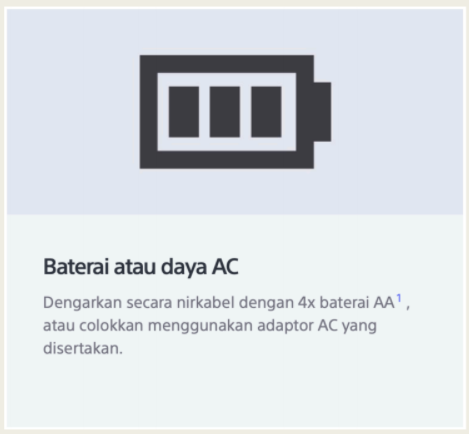 Baterai atau daya AC
Dengarkan secara nirkabel dengan 4x baterai AA¹ ,
atau colokkan menggunakan adaptor AC yang
disertakan.